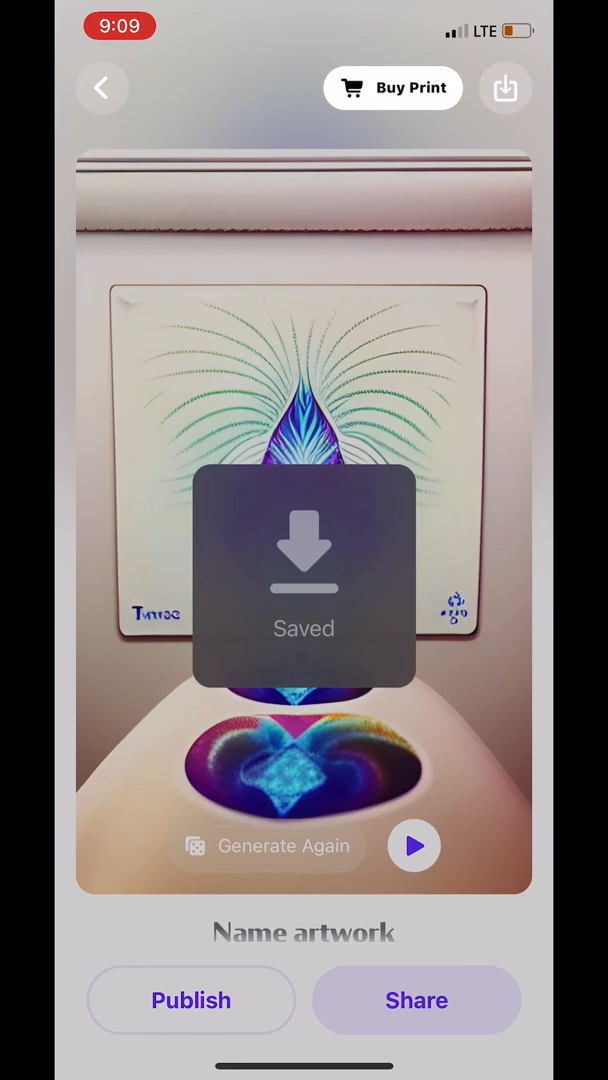 9:09
LTE
Buy Print
Saved
Generate Again
Name artwork
Publish
Share